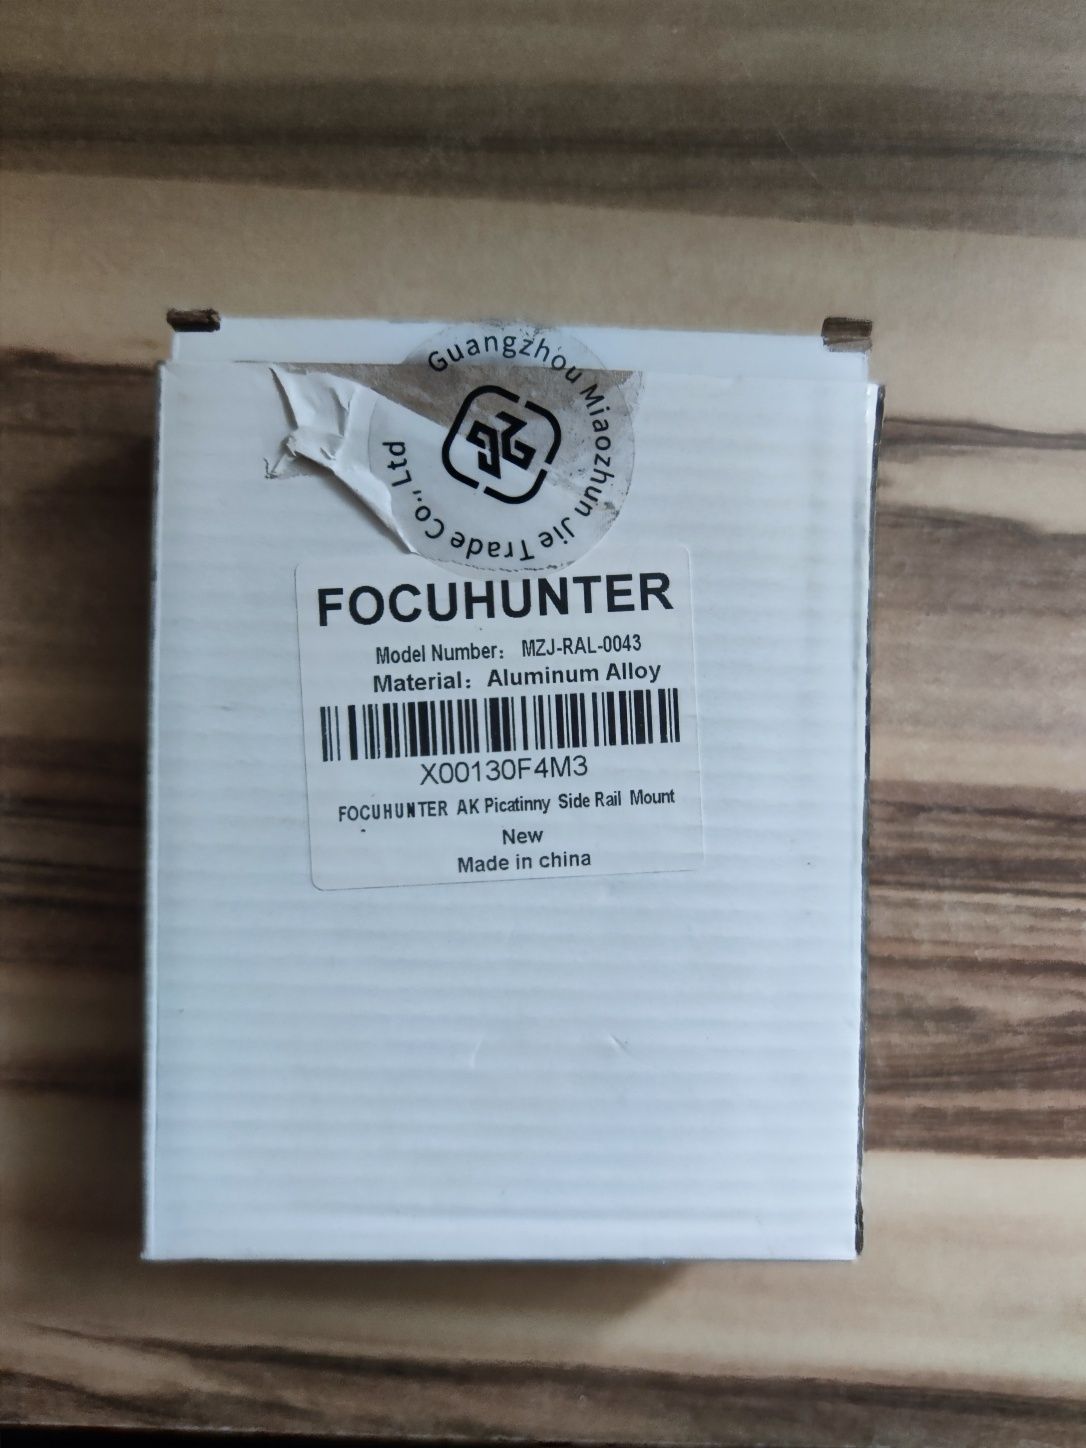 Guangzhou Miaozhun Jie Trade Co., Ltd
FOCUHUNTER
Model Number: MZJ-RAL-0043
Material: Aluminum Alloy
X00130F4M3
FOCUHUNTER AK Picatinny Side Rail Mount
New
Made in china